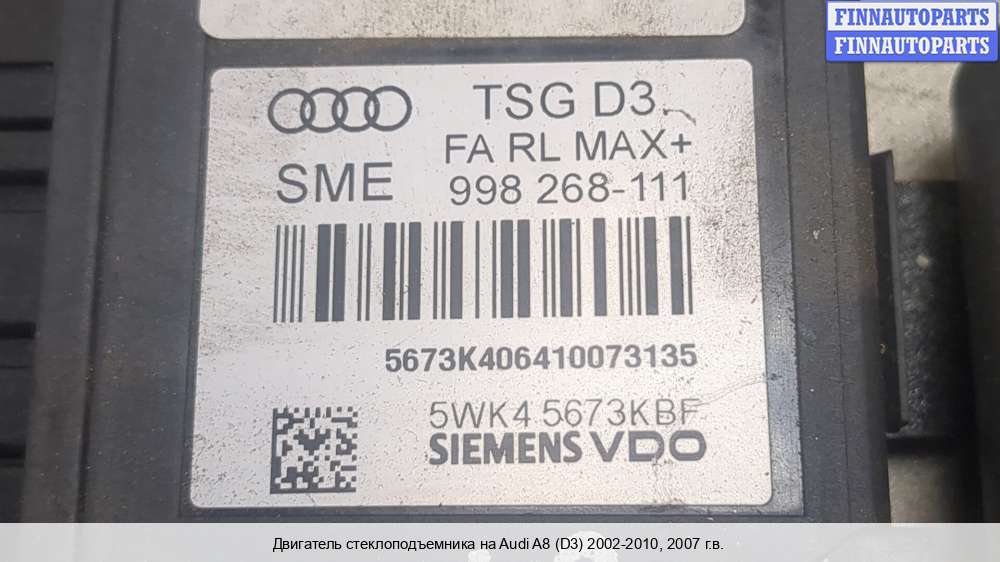 FINNAUTOPARTS
FINNAUTOPARTS
TSG D3
FA RL MAX+
SME
998 268-111
5673K406410073135
5WK4 5673KBF
SIEMENS VDO
Двигатель стеклоподъемника на Audi A8 (D3) 2002-2010, 2007 г.в.